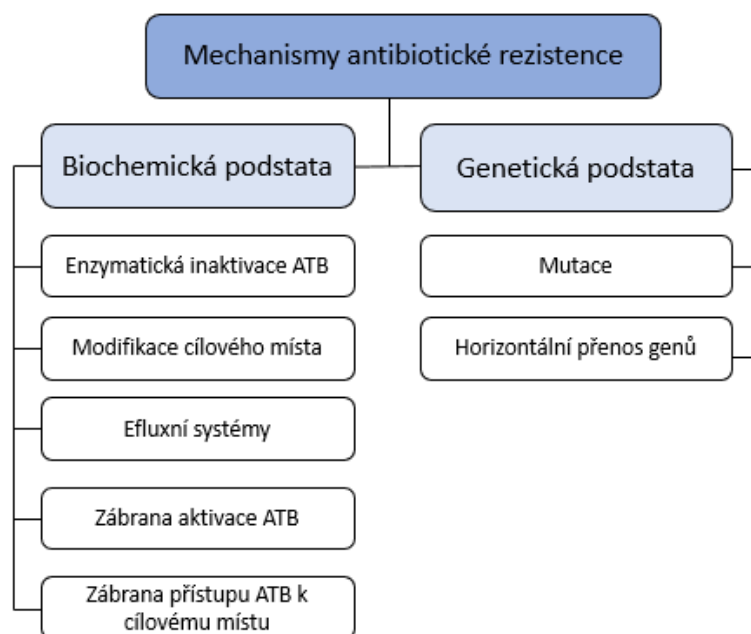 Mechanismy antibiotické rezistence
Biochemická podstata
Enzymatická inaktivace ATB
Modifikace cílového místa
Efluxní systémy
Zábrana aktivace ATB
Zábrana přístupu ATB k
cílovému místu
Genetická podstata
Mutace
Horizontální přenos genů